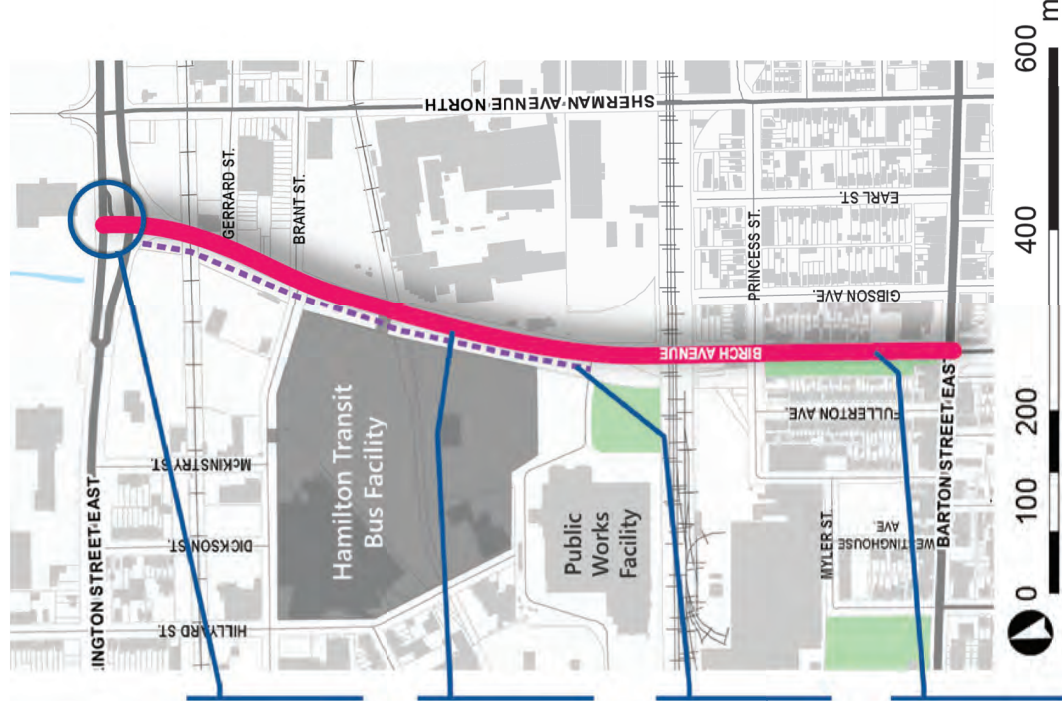 SHERMAN AVENUE NORTH
GERRARD ST.
BRANT ST.
EARL ST.
PRINCESS ST.
GIBSON AVE.
BIRCH AVENUE
FULLERTON AVE.
BARTON STREET EAST
McKINSTRY ST.
Hamilton Transit
Bus Facility
DICKSON ST.
Public
Works
Facility
MYLER ST.
WESTINGHOUSE
AVE.
HILLYARD ST.
LINGTON STREET EAST
0 100 200 400 600
m